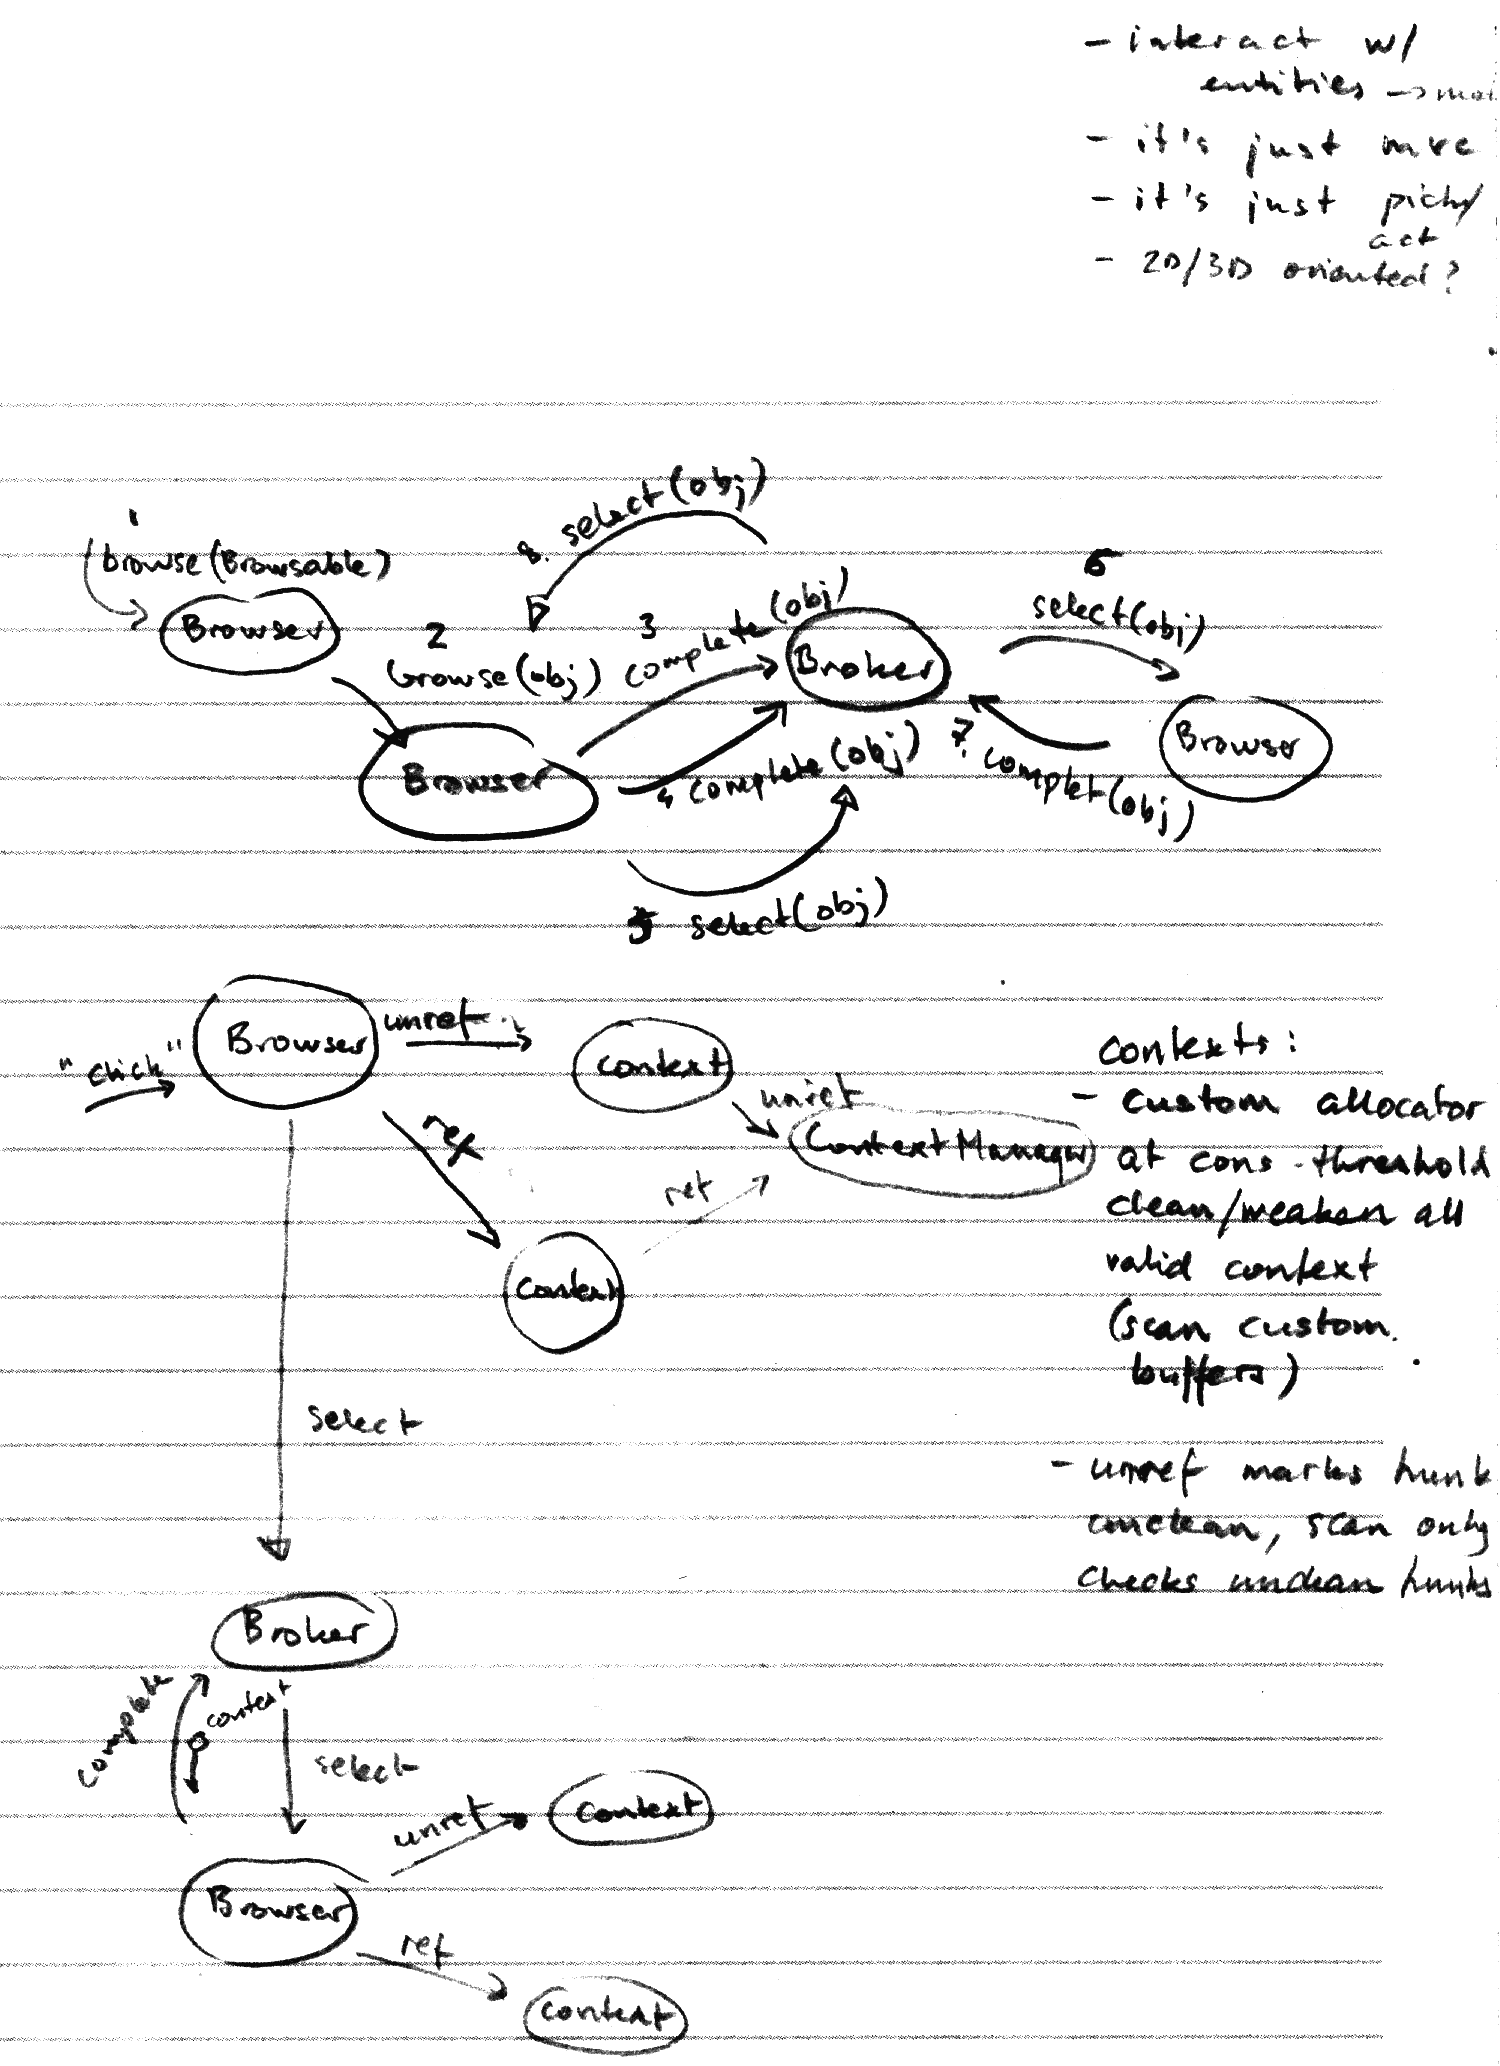 - interact w/
entities →
- it's just mvc
- it's just pick/
act
- 2D/3D oriented?
8. select(obj)
1
browse(Browsable)
6
select(obj)
Browser
2
browse(obj)
3
complete(obj)
Broker
Browser
4 complete(obj)
7. complet(obj)
Browser
5 select(obj)
"click"
Browser
unref
context
unref
ContextManager
ref
ref
context
contexts:
- custom allocator
at cons threshold
clean/weaken all
valid context
(scan custom
buffers)
select
- unref marks hunk
unclean, scan only
checks unclean hunks
Broker
complete
context
select
unref
context
Browser
ref
context